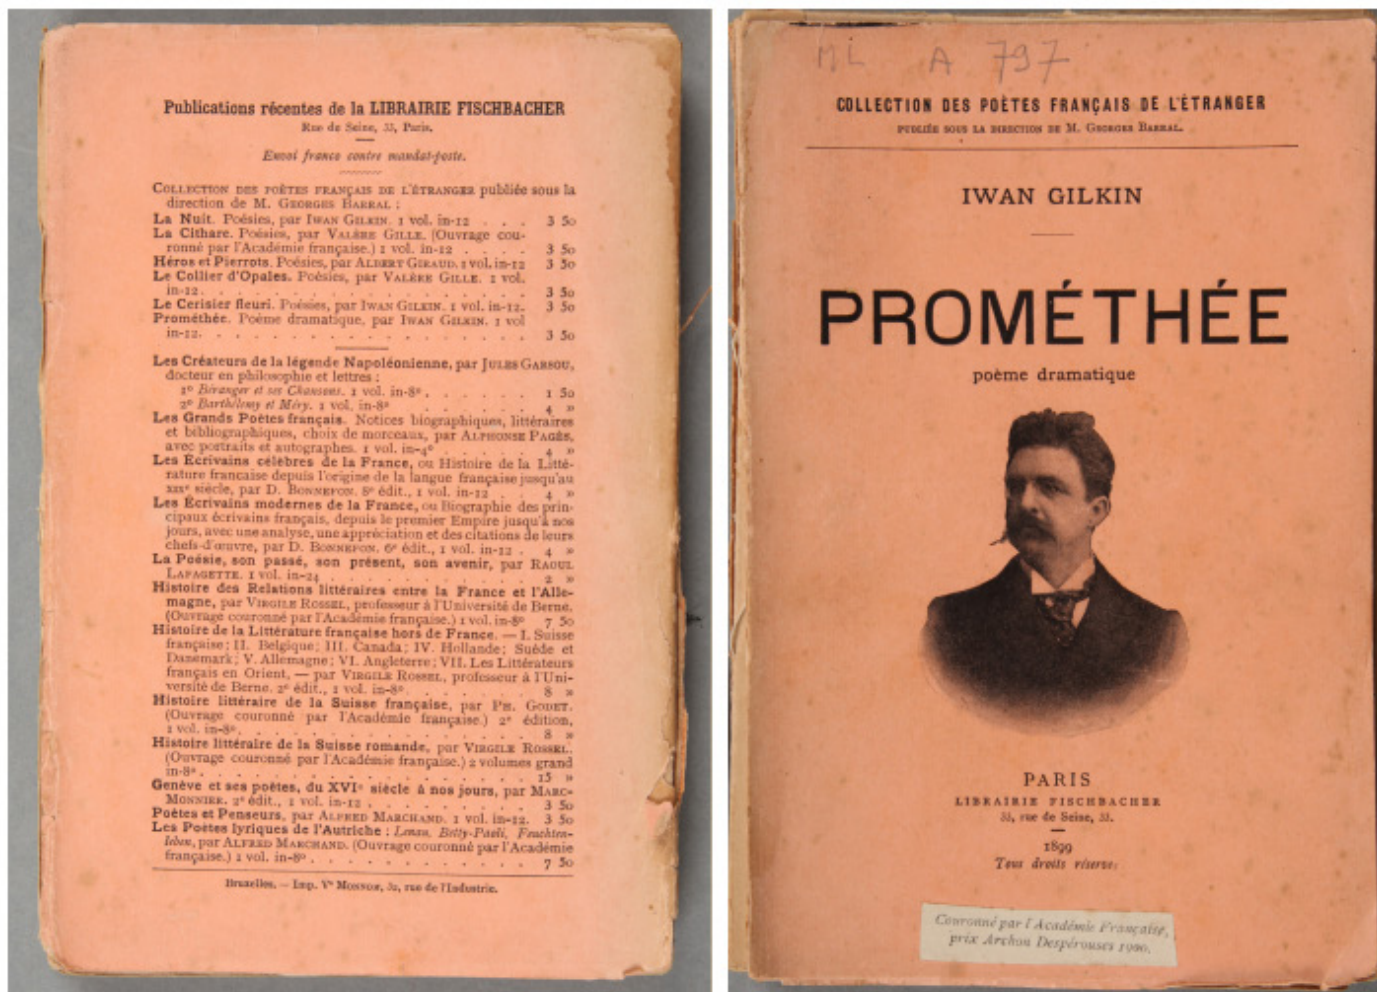 Publications récentes de la LIBRAIRIE FISCHBACHER
Rue de Seine, 33, Paris.
Envoi franco contre mandat-poste.
COLLECTION DES POÈTES FRANÇAIS DE L'ÉTRANGER publiée sous la
direction de M. GEORGES BARRAL :
La Nuit. Poésies, par IWAN GILKIN. 1 vol. in-12 . . . 3 50
La Cithare. Poésies, par VALÈRE GILLE. (Ouvrage cou-
ronné par l'Académie française.) 1 vol. in-12 . . . . 3 50
Héros et Pierrots. Poésies, par ALBERT GIRAUD. 1 vol. in-12 3 50
Le Collier d'Opales. Poésies, par VALÈRE GILLE. 1 vol.
in-12. . . . . . . . . . . . . . . . . . 3 50
Le Cerisier fleuri. Poésies, par IWAN GILKIN. 1 vol. in-12. 3 50
Prométhée. Poème dramatique, par IWAN GILKIN. 1 vol
in-12. . . . . . . . . . . . . . . . . . 3 50
Les Créateurs de la légende Napoléonienne, par JULES GARSOU,
docteur en philosophie et lettres :
1º Béranger et ses Chansons. 1 vol. in-8º . . . . . . 1 50
2º Barthélemy et Méry. 1 vol. in-8º . . . . . . 4 »
Les Grands Poètes français. Notices biographiques, littéraires
et bibliographiques, choix de morceaux, par ALPHONSE PAGÈS,
avec portraits et autographes. 1 vol. in-4º . . . . . 4 »
Les Écrivains célèbres de la France, ou Histoire de la Litté-
rature francaise depuis l'origine de la langue française jusqu'au
XIXe siècle, par D. BONNEFON. 8e édit., 1 vol. in-12 . . 4 »
Les Écrivains modernes de la France, ou Biographie des prin-
cipaux écrivains français, depuis le premier Empire jusqu'à nos
jours, avec une analyse, une appréciation et des citations de leurs
chefs-d'œuvre, par D. BONNEFON. 6e édit., 1 vol. in-12 . 4 »
La Poésie, son passé, son présent, son avenir, par RAOUL
LAFAGETTE. 1 vol. in-24 . . . . . . . . . . 2 »
Histoire des Relations littéraires entre la France et l'Alle-
magne, par VIRGILE ROSSEL, professeur à l'Université de Berne.
(Ouvrage couronné par l'Académie française.) 1 vol. in-8º 7 50
Histoire de la Littérature française hors de France. — I. Suisse
française; II. Belgique; III. Canada; IV. Hollande; Suéde et
Danemark; V. Allemagne; VI. Angleterre; VII. Les Littérateurs
français en Orient, — par VIRGILE ROSSEL, professeur à l'Uni-
versité de Berne. 2e édit., 1 vol. in-8º. . . . . . . 8 »
Histoire littéraire de la Suisse française, par PH. GODET.
(Ouvrage couronné par l'Académie française.) 2e édition,
1 vol. in-8º. . . . . . . . . . . . . . . 8 »
Histoire littéraire de la Suisse romande, par VIRGILE ROSSEL.
(Ouvrage couronné par l'Académie française.) 2 volumes grand
in-8º. . . . . . . . . . . . . . . . . 15 »
Genève et ses poètes, du XVIe siècle à nos jours, par MARC-
MONNIER. 2e édit., 1 vol. in-12 . . . . . . . . 3 50
Poètes et Penseurs, par ALFRED MARCHAND. 1 vol. in-12. 3 50
Les Poètes lyriques de l'Autriche : Lenau, Betty-Paoli, Feuchten-
leben, par ALFRED MARCHAND. (Ouvrage couronné par l'Académie
française.) 1 vol. in-8º . . . . . . . . . . . 7 50
Bruxelles. — Imp. Ve MONNOM, 32, rue de l'Industrie.
ML A 797
COLLECTION DES POÈTES FRANÇAIS DE L'ÉTRANGER
PUBLIÉE SOUS LA DIRECTION DE M. GEORGES BARRAL.
IWAN GILKIN
PROMÉTHÉE
poème dramatique
PARIS
LIBRAIRIE FISCHBACHER
33, rue de Seine, 33.
1899
Tous droits réservés
Couronné par l'Académie Française,
prix Archon Despérouses 1900.